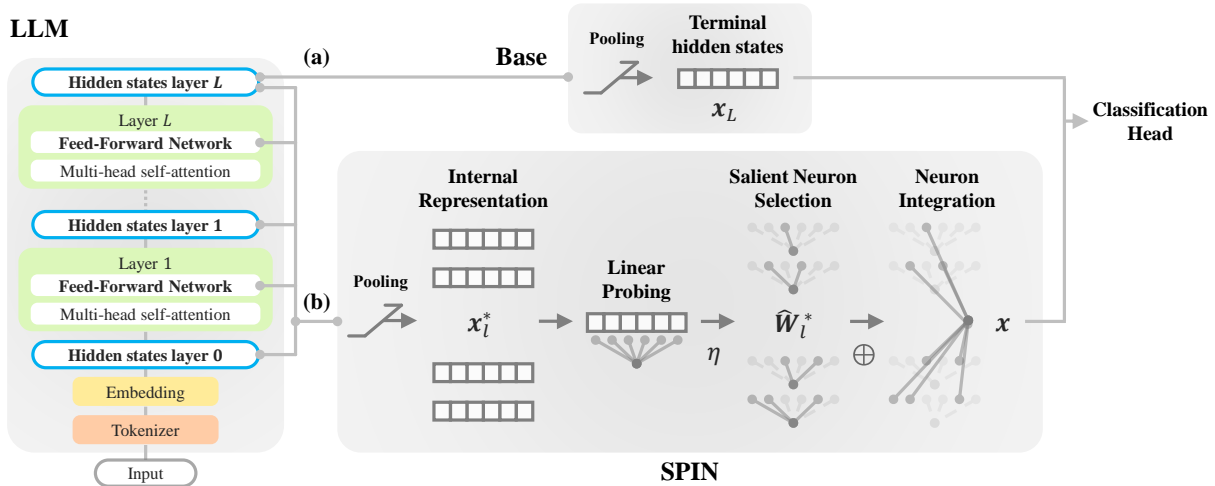 LLM
Hidden states layer L
Layer L
Feed-Forward Network
Multi-head self-attention
Hidden states layer 1
Layer 1
Feed-Forward Network
Multi-head self-attention
Hidden states layer 0
Embedding
Tokenizer
Input
(a)
Base
Pooling
Terminal
hidden states
x_L
Classification
Head
(b)
Pooling
Internal
Representation
x_l^*
Linear
Probing
η
Salient Neuron
Selection
Ŵ_l^*
⊕
Neuron
Integration
x
SPIN